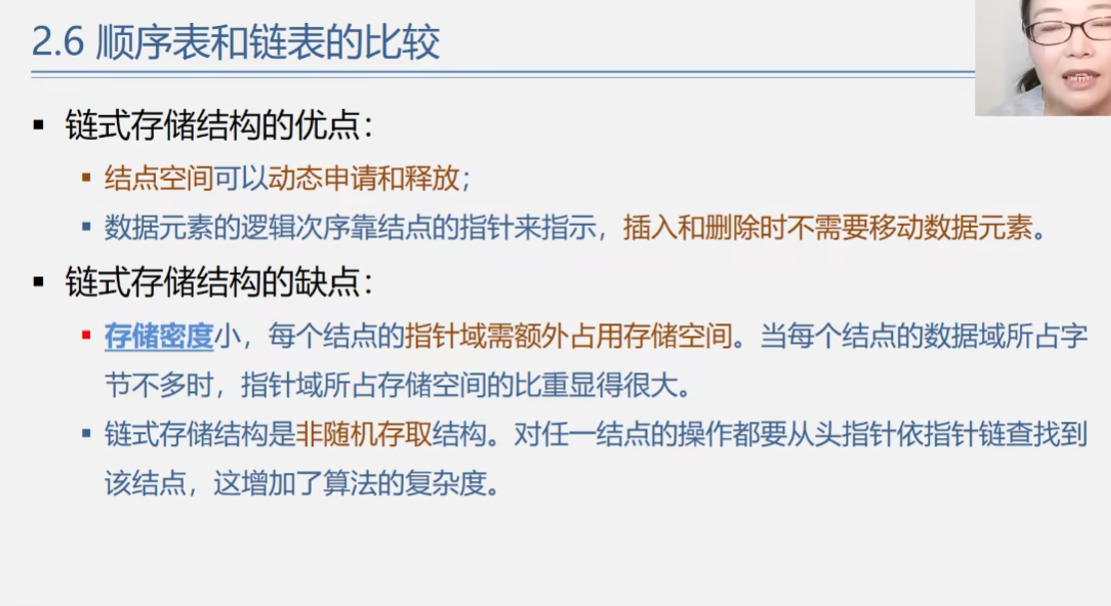 2.6 顺序表和链表的比较
▪ 链式存储结构的优点：
▪ 结点空间可以动态申请和释放；
▪ 数据元素的逻辑次序靠结点的指针来指示，插入和删除时不需要移动数据元素。
▪ 链式存储结构的缺点：
▪ 存储密度小，每个结点的指针域需额外占用存储空间。当每个结点的数据域所占字
节不多时，指针域所占存储空间的比重显得很大。
▪ 链式存储结构是非随机存取结构。对任一结点的操作都要从头指针依指针链查找到
该结点，这增加了算法的复杂度。